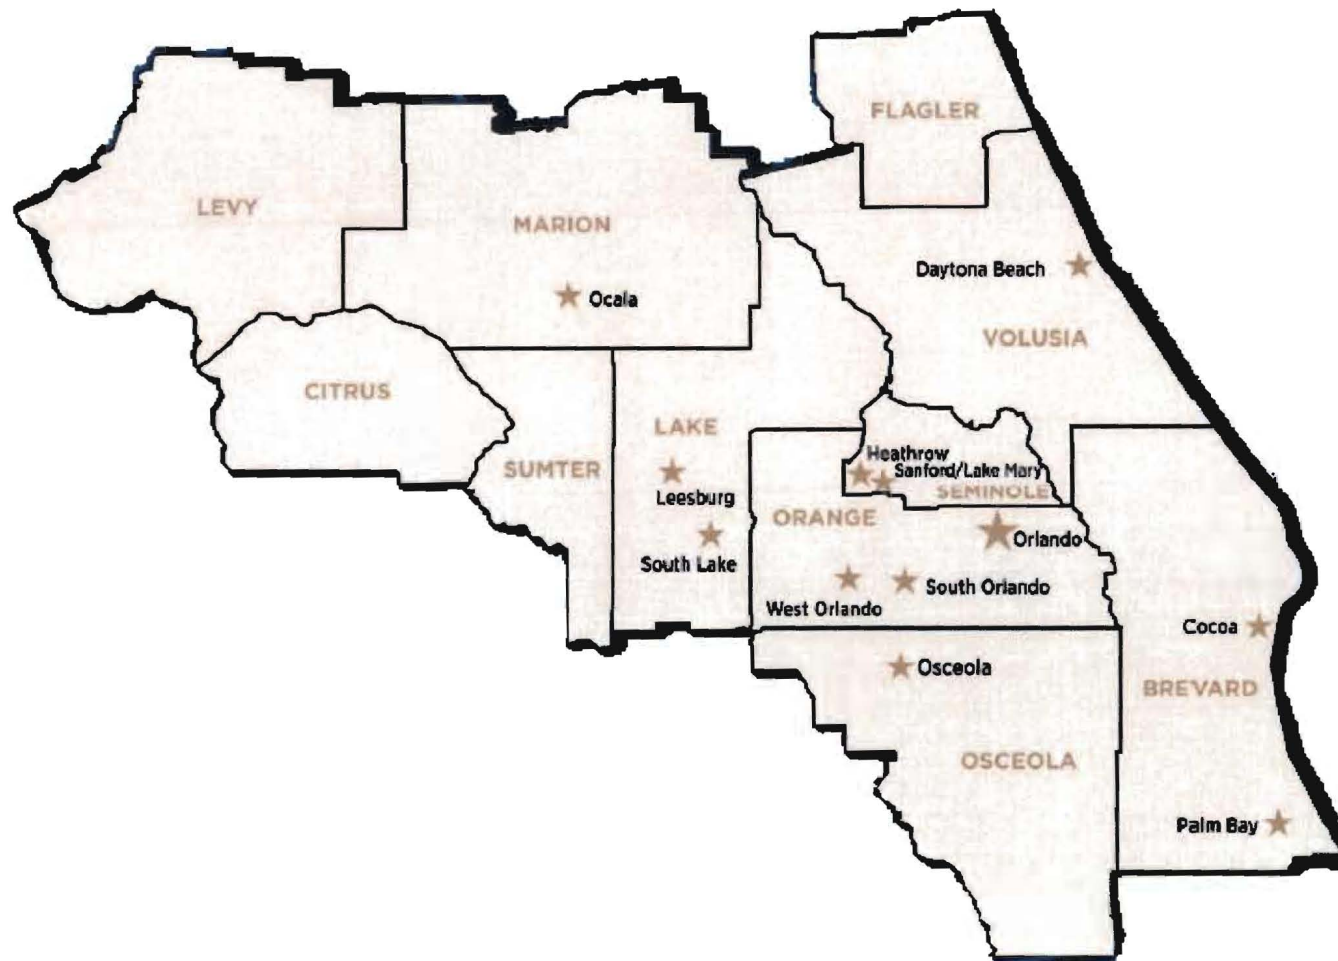 FLAGLER
LEVY
MARION
Daytona Beach
Ocala
VOLUSIA
CITRUS
LAKE
Heathrow
SUMTER
Sanford/Lake Mary
Leesburg
SEMINOLE
ORANGE
Orlando
South Lake
South Orlando
West Orlando
Cocoa
Osceola
BREVARD
OSCEOLA
Palm Bay